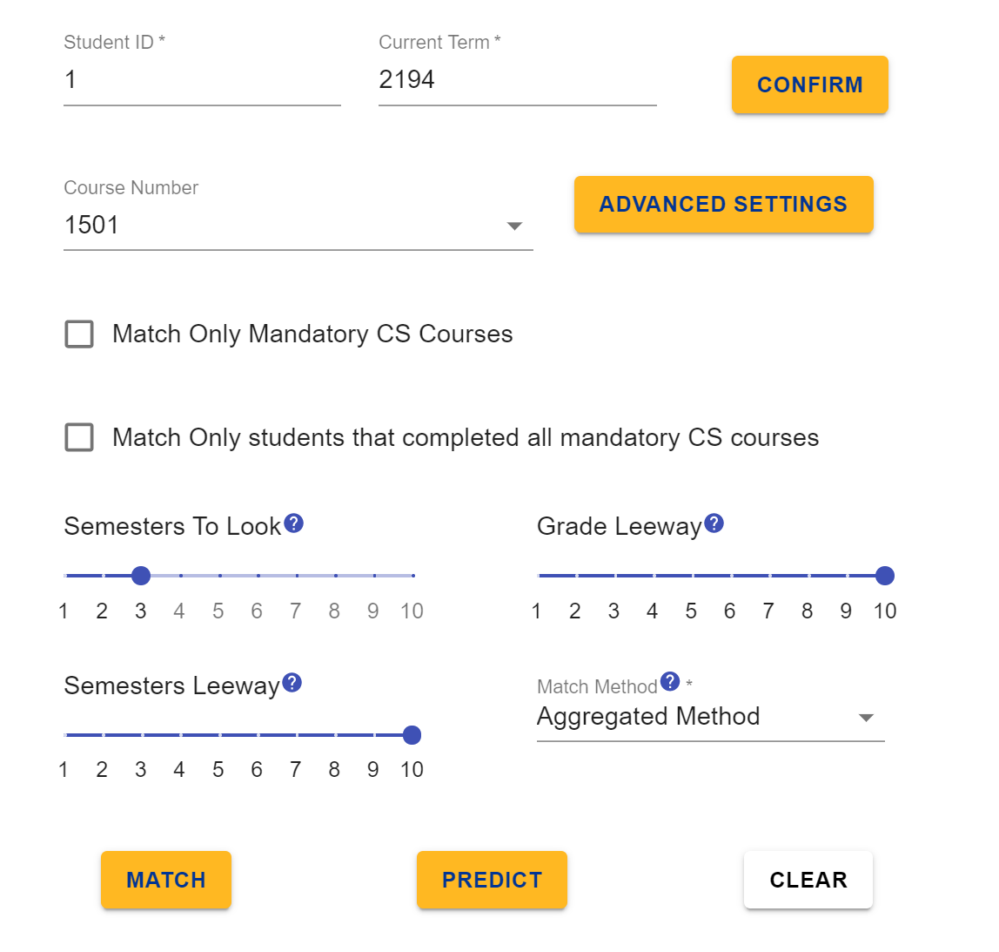 Student ID *
Current Term *
1
2194
CONFIRM
Course Number
1501
ADVANCED SETTINGS
Match Only Mandatory CS Courses
Match Only students that completed all mandatory CS courses
Semesters To Look ?
Grade Leeway ?
1 2 3 4 5 6 7 8 9 10
1 2 3 4 5 6 7 8 9 10
Semesters Leeway ?
Match Method ? *
Aggregated Method
1 2 3 4 5 6 7 8 9 10
MATCH
PREDICT
CLEAR